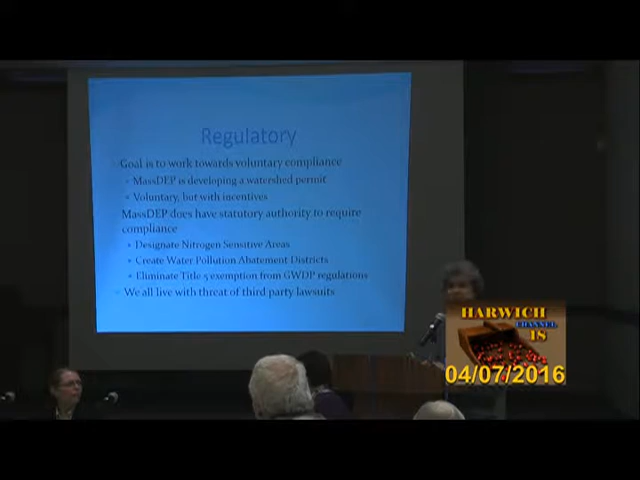 Regulatory
Goal is to work towards voluntary compliance
MassDEP is developing a watershed permit
Voluntary, but with incentives
MassDEP does have statutory authority to require
compliance
Designate Nitrogen Sensitive Areas
Create Water Pollution Abatement Districts
Eliminate Title 5 exemption from GWDP regulations
We all live with threat of third party lawsuits
HARWICH
CHANNEL
18
04/07/2016